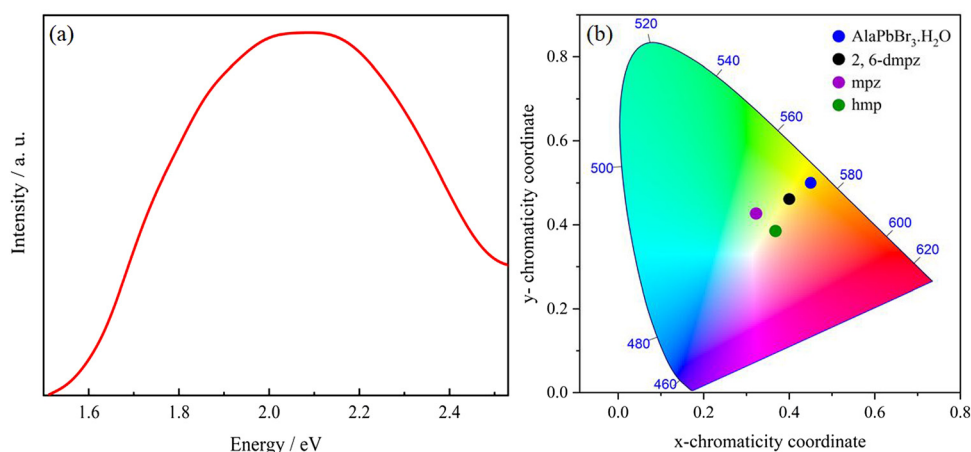 (a)
Intensity / a. u.
1.6 1.8 2.0 2.2 2.4
Energy / eV
(b)
AlaPbBr₃.H₂O
2, 6-dmpz
mpz
hmp
y- chromaticity coordinate
0.8
0.6
0.4
0.2
0.0
520
540
560
500
580
600
620
480
460
0.0 0.2 0.4 0.6 0.8
x-chromaticity coordinate